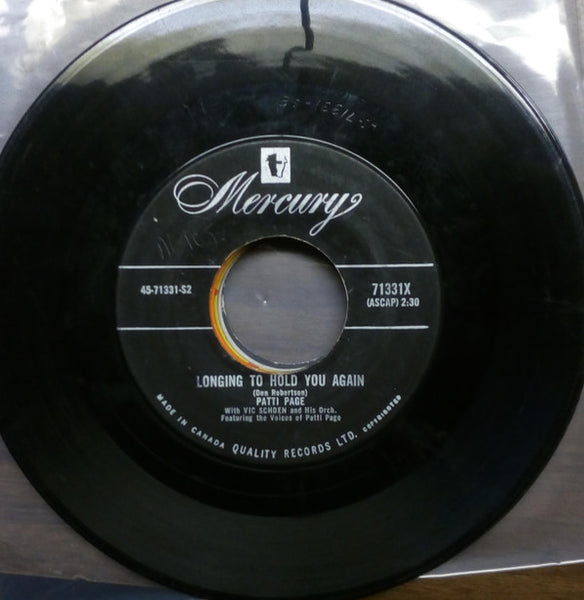 Mercury
45-71331-S2
71331X
(ASCAP) 2:30
LONGING TO HOLD YOU AGAIN
(Don Robertson)
PATTI PAGE
With VIC SCHOEN and His Orch.
Featuring the Voices of Patti Page
MADE IN CANADA QUALITY RECORDS LTD. COPYRIGHTED